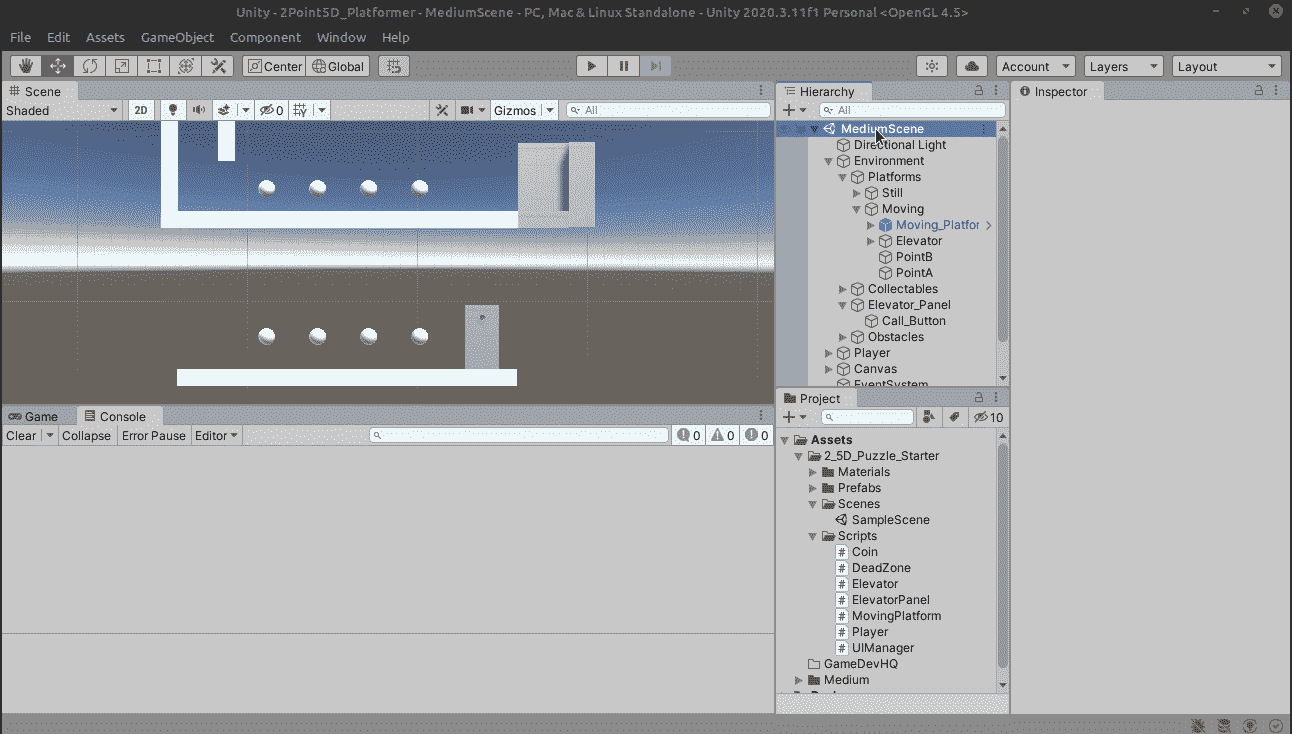 Unity - 2Point5D_Platformer - MediumScene - PC, Mac & Linux Standalone - Unity 2020.3.11f1 Personal <OpenGL 4.5>
File Edit Assets GameObject Component Window Help
Center Global Account Layers Layout
Scene
Shaded 2D 0 Gizmos All
Hierarchy
All
MediumScene
Directional Light
Environment
Platforms
Still
Moving
Moving_Platfor
Elevator
PointB
PointA
Collectables
Elevator_Panel
Call_Button
Obstacles
Player
Canvas
EventSystem
Inspector
Game Console
Clear Collapse Error Pause Editor 0 0 0
Project
10
Assets
2_5D_Puzzle_Starter
Materials
Prefabs
Scenes
SampleScene
Scripts
Coin
DeadZone
Elevator
ElevatorPanel
MovingPlatform
Player
UIManager
GameDevHQ
Medium